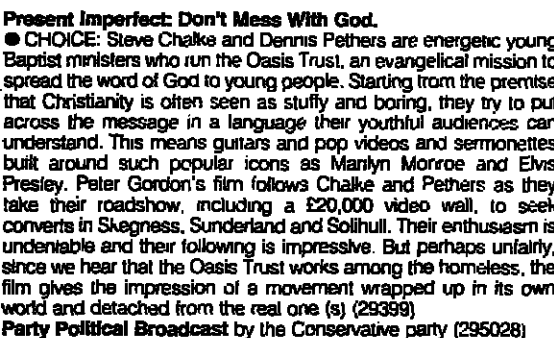 Present Imperfect: Don't Mess With God.
● CHOICE: Steve Chalke and Dennis Pethers are energetic young
Baptist ministers who run the Oasis Trust, an evangelical mission to
spread the word of God to young people. Starting from the premise
that Christianity is often seen as stuffy and boring, they try to put
across the message in a language their youthful audiences can
understand. This means guitars and pop videos and sermonettes
built around such popular icons as Marilyn Monroe and Elvis
Presley. Peter Gordon's film follows Chalke and Pethers as they
take their roadshow, including a £20,000 video wall, to seek
converts in Skegness, Sunderland and Solihull. Their enthusiasm is
undeniable and their following is impressive. But perhaps unfairly,
since we hear that the Oasis Trust works among the homeless, the
film gives the impression of a movement wrapped up in its own
world and detached from the real one (s) (29399)
Party Political Broadcast by the Conservative party (295028)